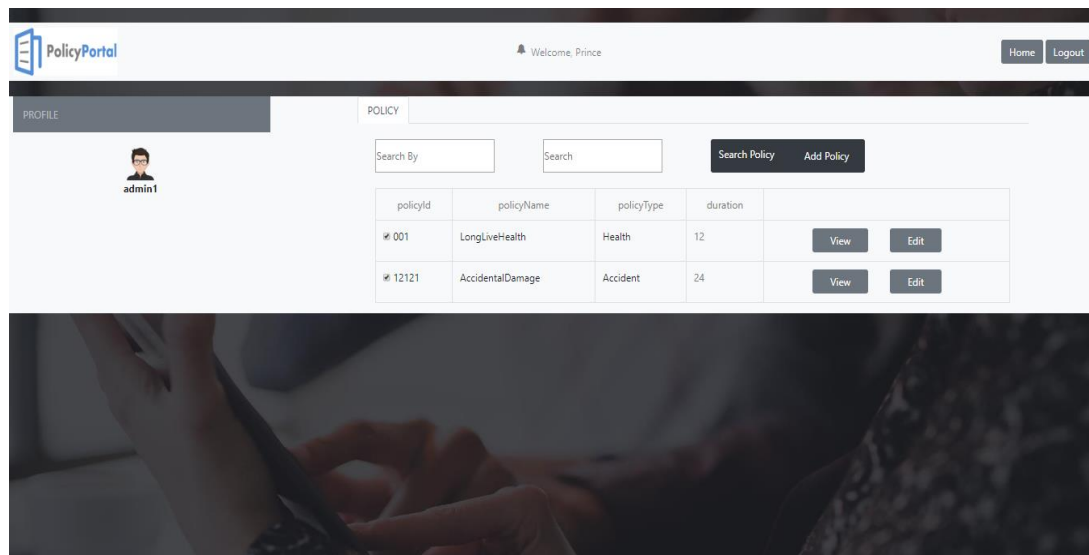 PolicyPortal
Welcome, Prince
Home Logout
PROFILE
admin1
POLICY
Search By Search Search Policy Add Policy
policyId policyName policyType duration
001 LongLiveHealth Health 12 View Edit
12121 AccidentalDamage Accident 24 View Edit